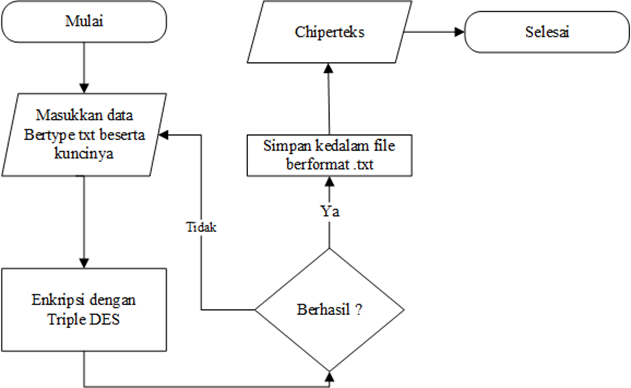 Mulai
Masukkan data
Bertype txt beserta
kuncinya
Enkripsi dengan
Triple DES
Berhasil ?
Tidak
Ya
Simpan kedalam file
berformat .txt
Chiperteks
Selesai